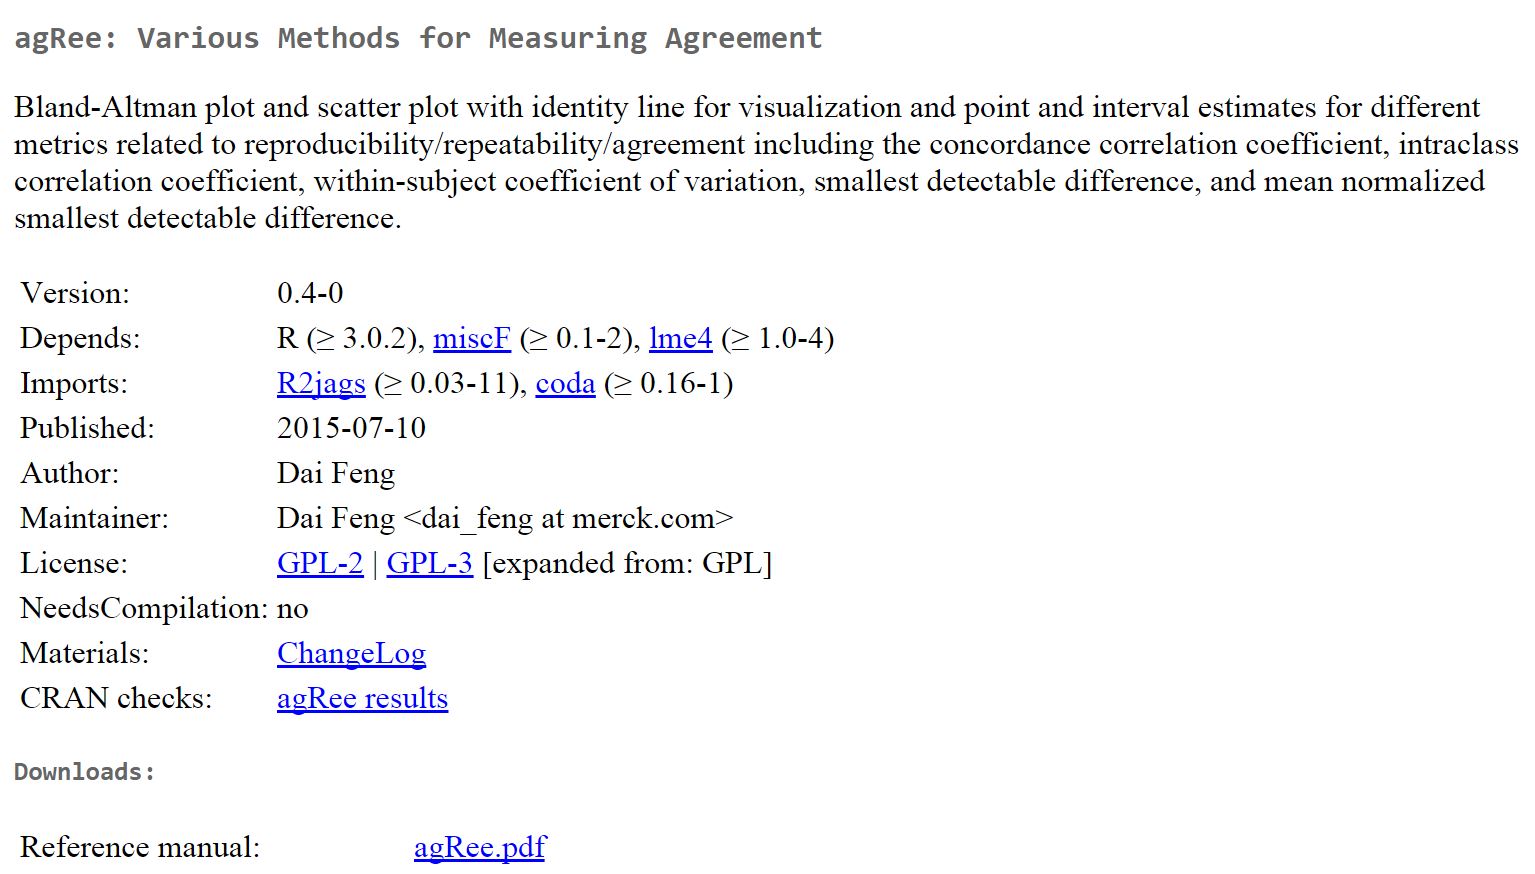 agRee: Various Methods for Measuring Agreement
Bland-Altman plot and scatter plot with identity line for visualization and point and interval estimates for different
metrics related to reproducibility/repeatability/agreement including the concordance correlation coefficient, intraclass
correlation coefficient, within-subject coefficient of variation, smallest detectable difference, and mean normalized
smallest detectable difference.
Version: 0.4-0
Depends: R (≥ 3.0.2), miscF (≥ 0.1-2), lme4 (≥ 1.0-4)
Imports: R2jags (≥ 0.03-11), coda (≥ 0.16-1)
Published: 2015-07-10
Author: Dai Feng
Maintainer: Dai Feng <dai_feng at merck.com>
License: GPL-2 | GPL-3 [expanded from: GPL]
NeedsCompilation: no
Materials: ChangeLog
CRAN checks: agRee results
Downloads:
Reference manual: agRee.pdf